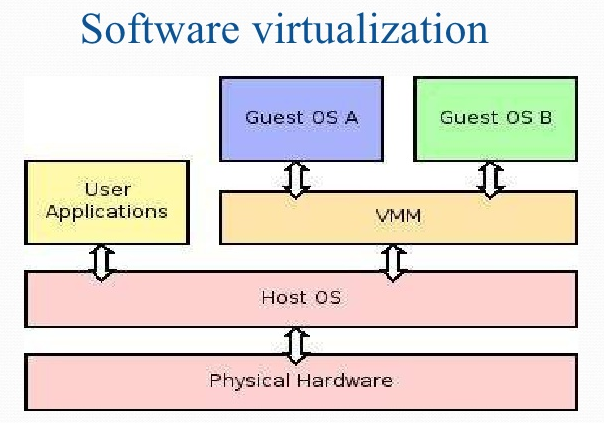 Software virtualization
Guest OS A
Guest OS B
User
Applications
VMM
Host OS
Physical Hardware